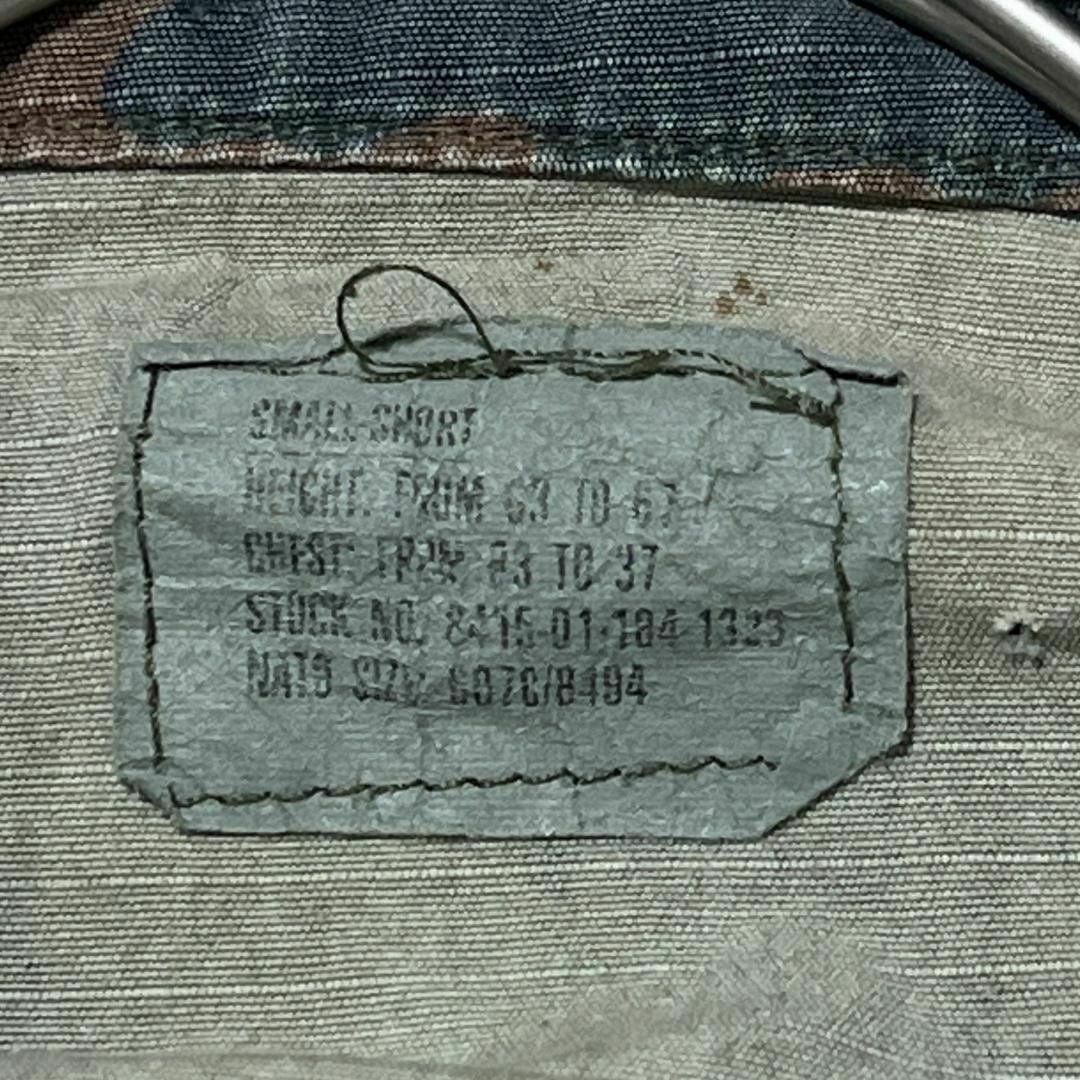 SMALL-SHORT
HEIGHT: FROM 63 TO 67
CHEST: FROM 33 TO 37
STOCK NO. 8415-01-184-1323
NATO SIZE: 6070/8494